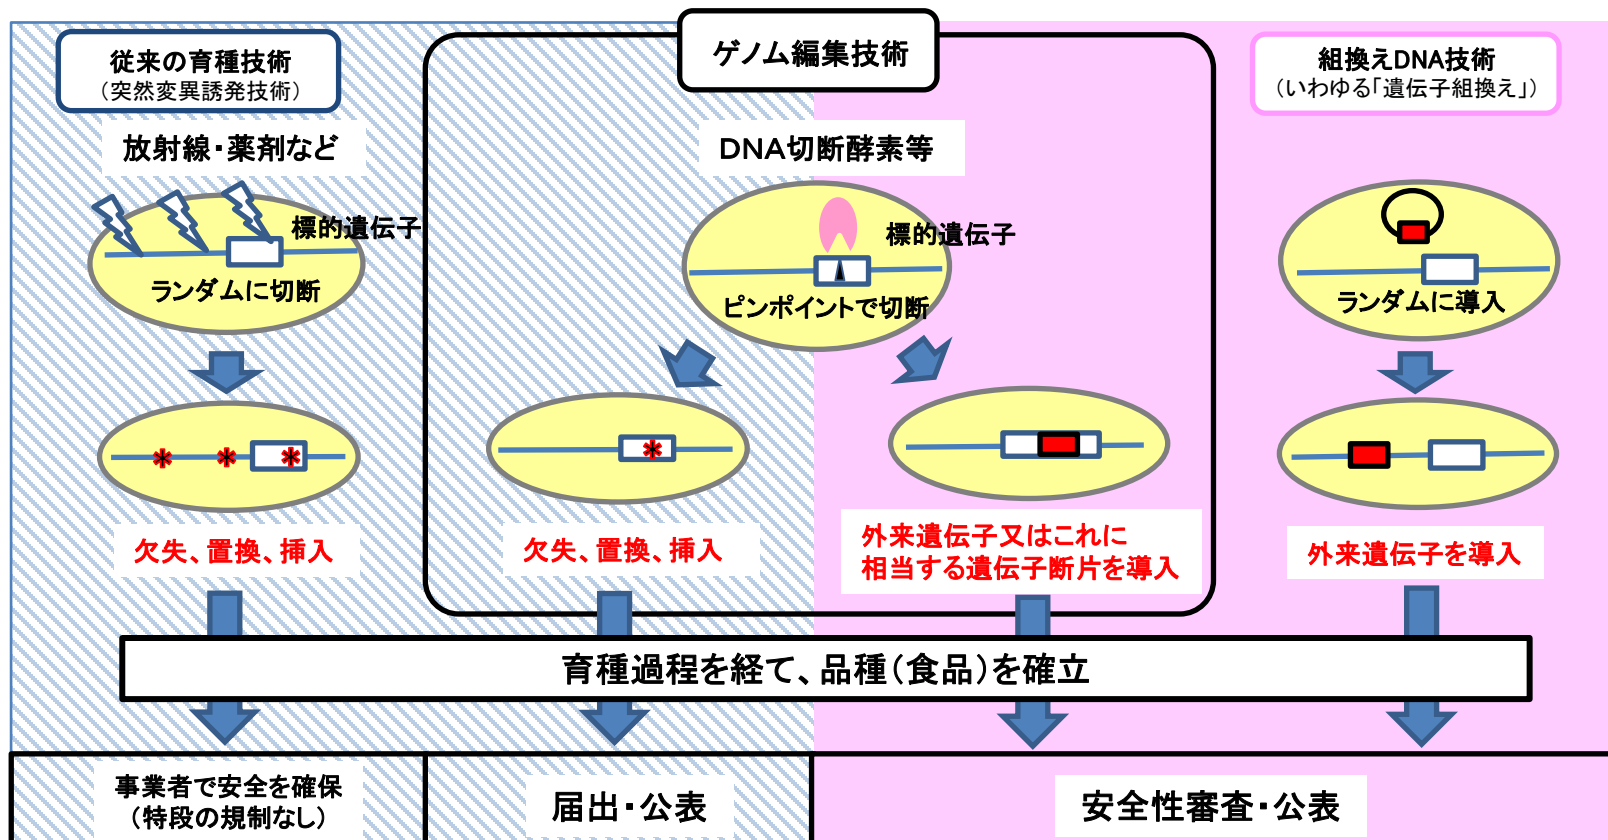 従来の育種技術
（突然変異誘発技術）
ゲノム編集技術
組換えDNA技術
（いわゆる「遺伝子組換え」）
放射線・薬剤など
DNA切断酵素等
標的遺伝子
ランダムに切断
標的遺伝子
ピンポイントで切断
ランダムに導入
欠失、置換、挿入
欠失、置換、挿入
外来遺伝子又はこれに
相当する遺伝子断片を導入
外来遺伝子を導入
育種過程を経て、品種（食品）を確立
事業者で安全を確保
（特段の規制なし）
届出・公表
安全性審査・公表